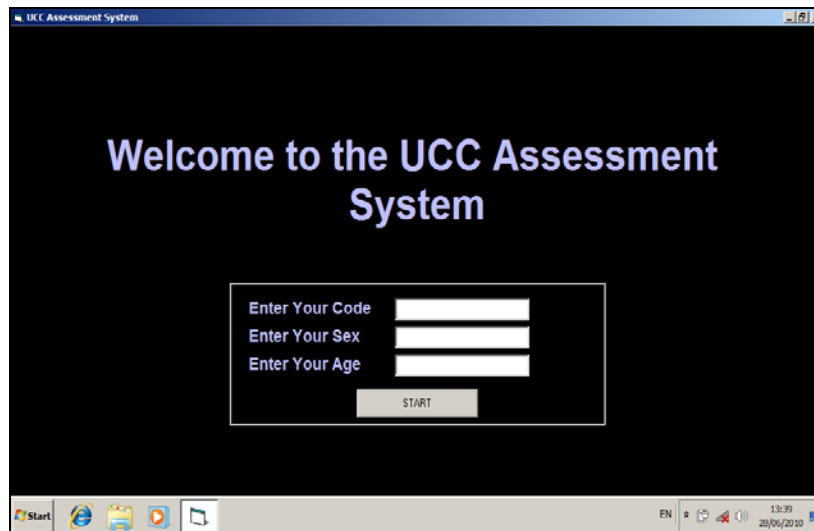 UCC Assessment System
Welcome to the UCC Assessment
System
Enter Your Code
Enter Your Sex
Enter Your Age
START
Start
EN
13:39
28/06/2010